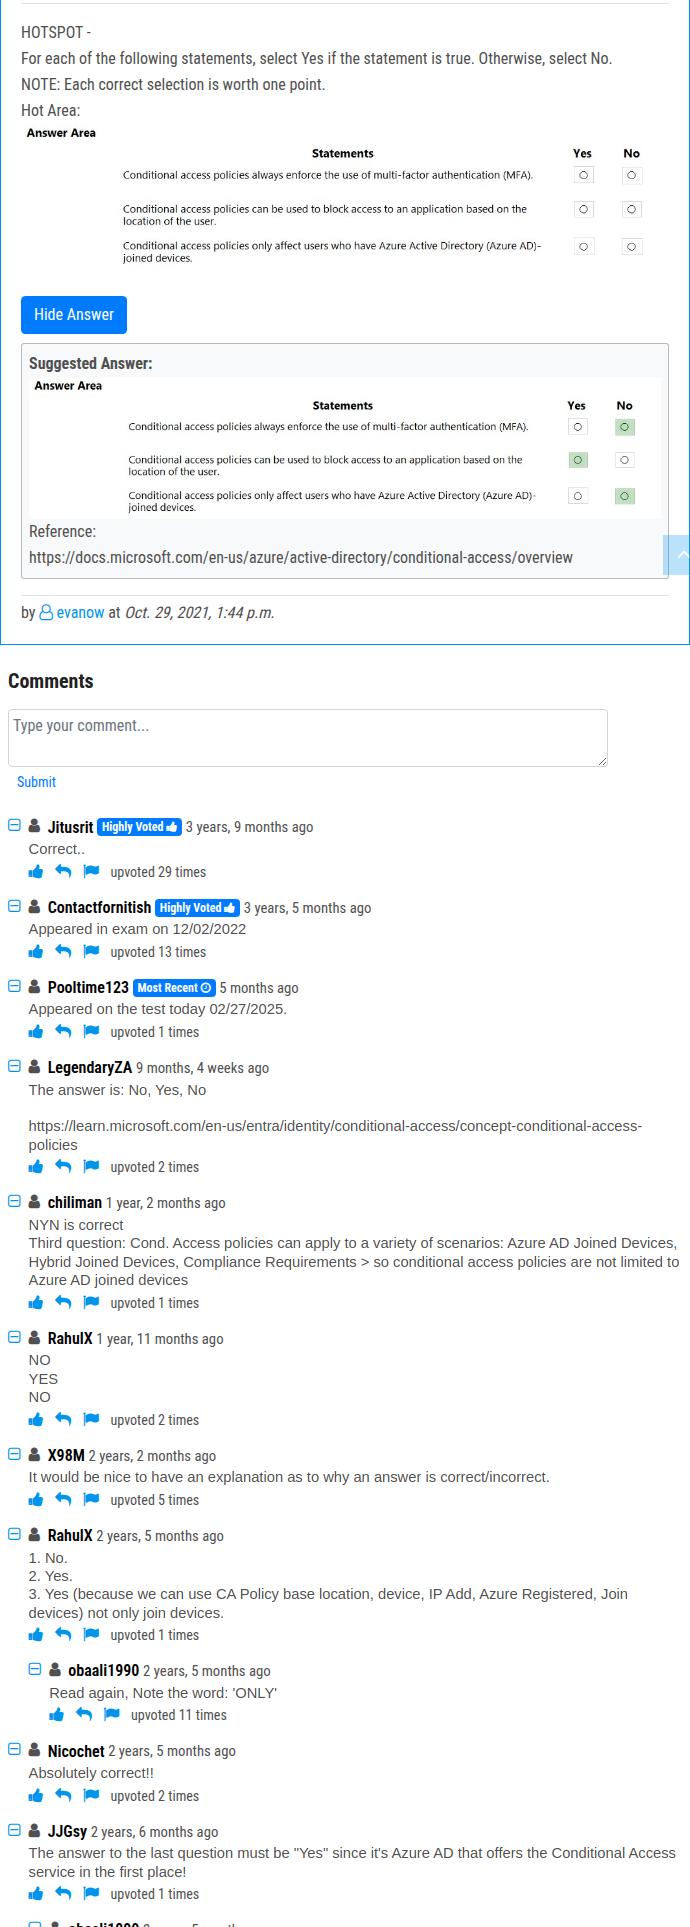 HOTSPOT -
For each of the following statements, select Yes if the statement is true. Otherwise, select No.
NOTE: Each correct selection is worth one point.
Hot Area:
Answer Area
Statements Yes No
Conditional access policies always enforce the use of multi-factor authentication (MFA).
Conditional access policies can be used to block access to an application based on the
location of the user.
Conditional access policies only affect users who have Azure Active Directory (Azure AD)-
joined devices.
Hide Answer
Suggested Answer:
Answer Area
Statements Yes No
Conditional access policies always enforce the use of multi-factor authentication (MFA).
Conditional access policies can be used to block access to an application based on the
location of the user.
Conditional access policies only affect users who have Azure Active Directory (Azure AD)-
joined devices.
Reference:
https://docs.microsoft.com/en-us/azure/active-directory/conditional-access/overview
by evanow at Oct. 29, 2021, 1:44 p.m.
Comments
Type your comment...
Submit
Jitusrit Highly Voted 3 years, 9 months ago
Correct..
upvoted 29 times
Contactfornitish Highly Voted 3 years, 5 months ago
Appeared in exam on 12/02/2022
upvoted 13 times
Pooltime123 Most Recent 5 months ago
Appeared on the test today 02/27/2025.
upvoted 1 times
LegendaryZA 9 months, 4 weeks ago
The answer is: No, Yes, No
https://learn.microsoft.com/en-us/entra/identity/conditional-access/concept-conditional-access-
policies
upvoted 2 times
chiliman 1 year, 2 months ago
NYN is correct
Third question: Cond. Access policies can apply to a variety of scenarios: Azure AD Joined Devices,
Hybrid Joined Devices, Compliance Requirements > so conditional access policies are not limited to
Azure AD joined devices
upvoted 1 times
RahulX 1 year, 11 months ago
NO
YES
NO
upvoted 2 times
X98M 2 years, 2 months ago
It would be nice to have an explanation as to why an answer is correct/incorrect.
upvoted 5 times
RahulX 2 years, 5 months ago
1. No.
2. Yes.
3. Yes (because we can use CA Policy base location, device, IP Add, Azure Registered, Join
devices) not only join devices.
upvoted 1 times
obaali1990 2 years, 5 months ago
Read again, Note the word: 'ONLY'
upvoted 11 times
Nicochet 2 years, 5 months ago
Absolutely correct!!
upvoted 2 times
JJGsy 2 years, 6 months ago
The answer to the last question must be "Yes" since it's Azure AD that offers the Conditional Access
service in the first place!
upvoted 1 times